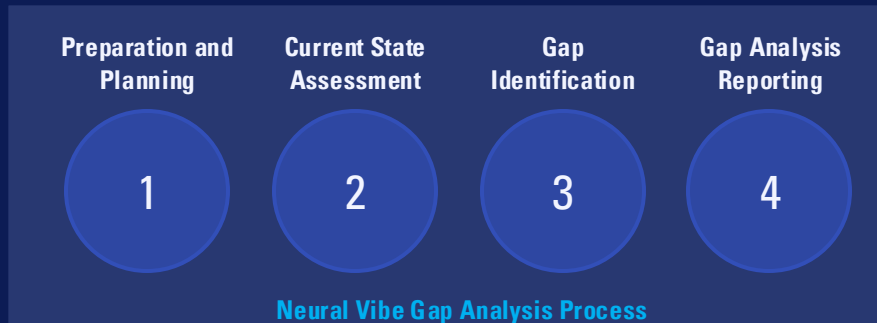 Preparation and
Planning
1
Current State
Assessment
2
Gap
Identification
3
Gap Analysis
Reporting
4
Neural Vibe Gap Analysis Process